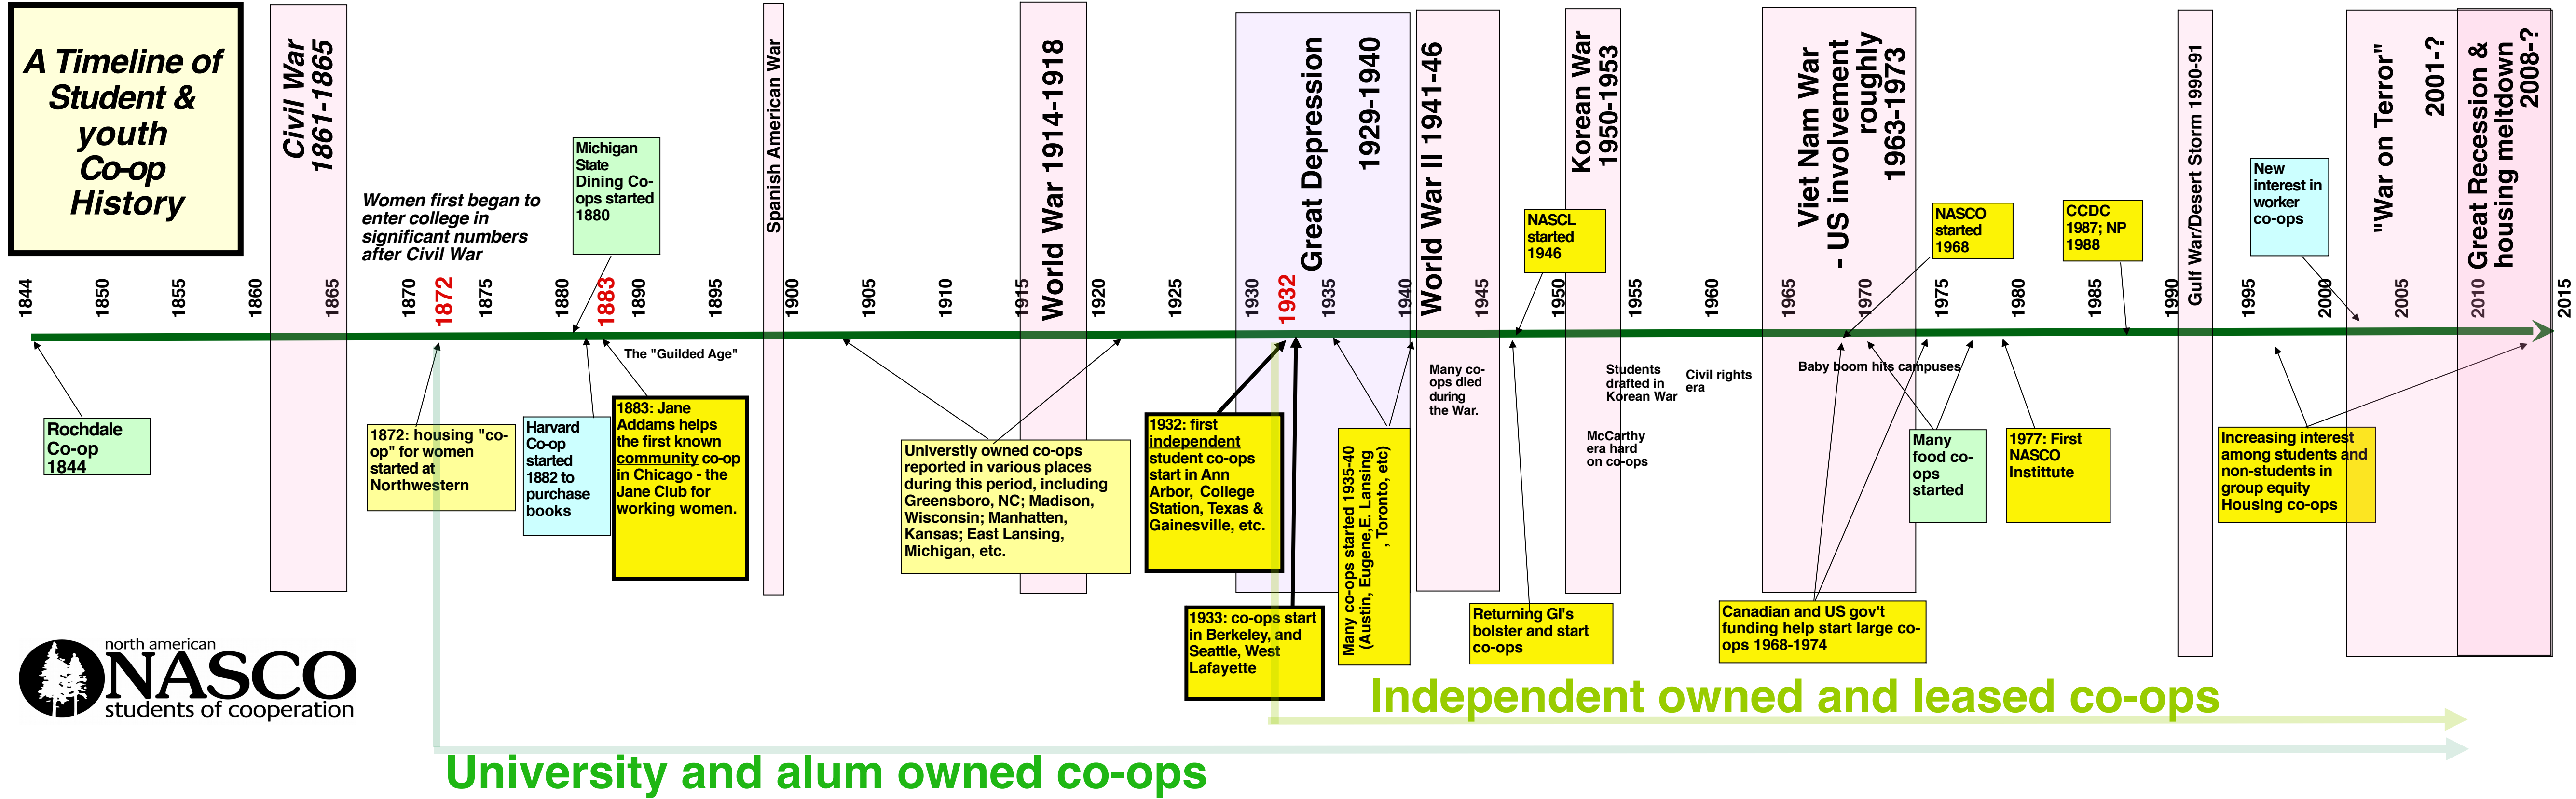 A Timeline of
Student &
youth
Co-op
History
Civil War
1861-1865
Women first began to
enter college in
significant numbers
after Civil War
Michigan
State
Dining Co-
ops started
1880
Spanish American War
World War 1914-1918
Great Depression
1929-1940
World War II 1941-46
Korean War
1950-1953
NASCL
started
1946
Viet Nam War
- US involvement
roughly
1963-1973
NASCO
started
1968
CCDC
1987; NP
1988
Gulf War/Desert Storm 1990-91
New
interest in
worker
co-ops
"War on Terror"
2001-?
Great Recession &
housing meltdown
2008-?
1844
1850
1855
1860
1865
1870
1872
1875
1880
1883
1890
1895
1900
1905
1910
1915
1920
1925
1930
1932
1935
1940
1945
1950
1955
1960
1965
1970
1975
1980
1985
1990
1995
2000
2005
2010
2015
Rochdale
Co-op
1844
1872: housing "co-
op" for women
started at
Northwestern
Harvard
Co-op
started
1882 to
purchase
books
The "Guilded Age"
1883: Jane
Addams helps
the first known
community co-op
in Chicago - the
Jane Club for
working women.
Universtiy owned co-ops
reported in various places
during this period, including
Greensboro, NC; Madison,
Wisconsin; Manhatten,
Kansas; East Lansing,
Michigan, etc.
1932: first
independent
student co-ops
start in Ann
Arbor, College
Station, Texas &
Gainesville, etc.
1933: co-ops start
in Berkeley, and
Seattle, West
Lafayette
Many co-ops started 1935-40
(Austin, Eugene,E. Lansing
, Toronto, etc)
Many co-
ops died
during
the War.
Returning GI's
bolster and start
co-ops
Students
drafted in
Korean War
McCarthy
era hard
on co-ops
Civil rights
era
Baby boom hits campuses
Canadian and US gov't
funding help start large co-
ops 1968-1974
Many
food co-
ops
started
1977: First
NASCO
Instittute
Increasing interest
among students and
non-students in
group equity
Housing co-ops
north american
NASCO
students of cooperation
Independent owned and leased co-ops
University and alum owned co-ops